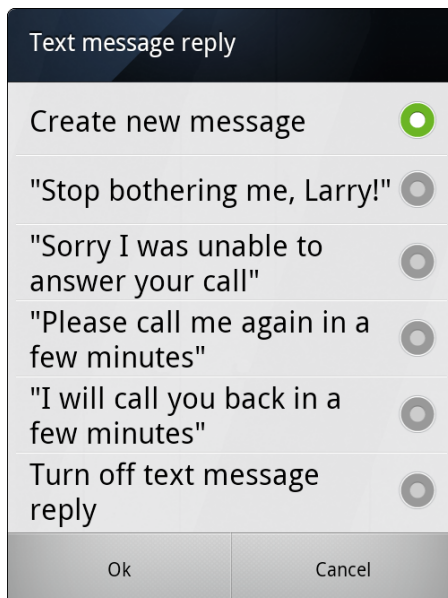 Text message reply
Create new message
"Stop bothering me, Larry!"
"Sorry I was unable to
answer your call"
"Please call me again in a
few minutes"
"I will call you back in a
few minutes"
Turn off text message
reply
Ok
Cancel